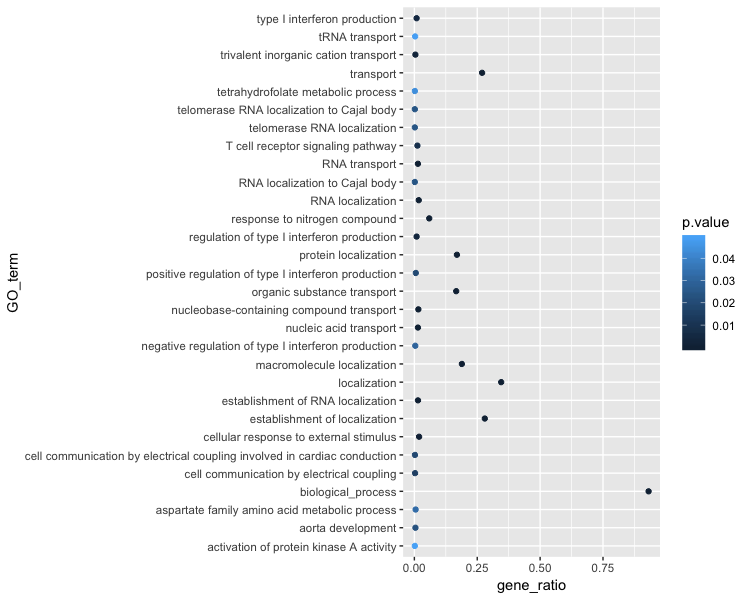 type I interferon production
tRNA transport
trivalent inorganic cation transport
transport
tetrahydrofolate metabolic process
telomerase RNA localization to Cajal body
telomerase RNA localization
T cell receptor signaling pathway
RNA transport
RNA localization to Cajal body
RNA localization
response to nitrogen compound
regulation of type I interferon production
protein localization
positive regulation of type I interferon production
organic substance transport
nucleobase-containing compound transport
nucleic acid transport
negative regulation of type I interferon production
macromolecule localization
localization
establishment of RNA localization
establishment of localization
cellular response to external stimulus
cell communication by electrical coupling involved in cardiac conduction
cell communication by electrical coupling
biological_process
aspartate family amino acid metabolic process
aorta development
activation of protein kinase A activity
GO_term
0.00 0.25 0.50 0.75
gene_ratio
p.value
0.04
0.03
0.02
0.01